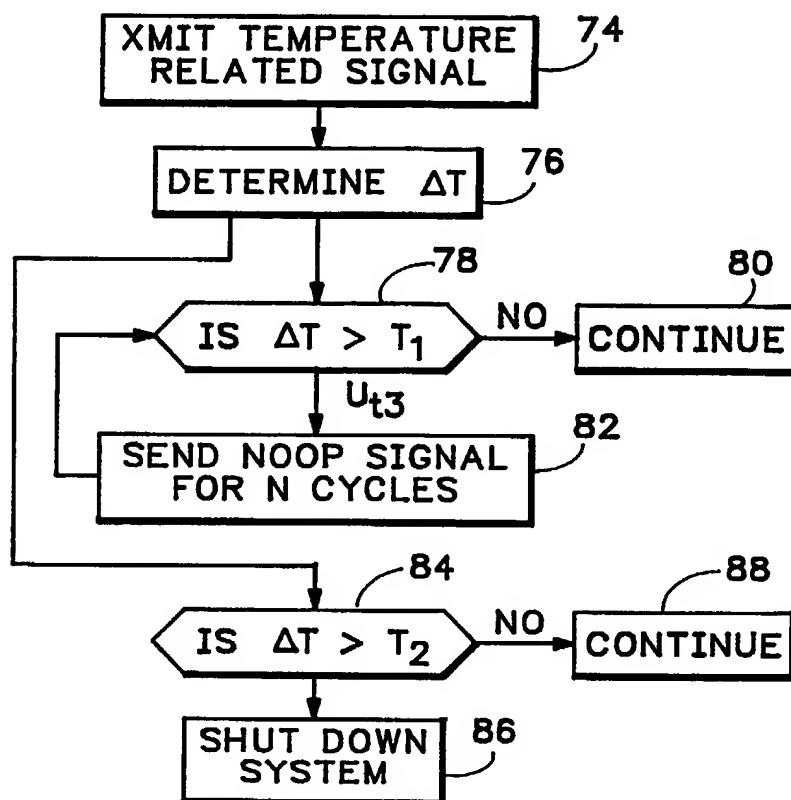 XMIT TEMPERATURE
RELATED SIGNAL
74
DETERMINE ΔT
76
78
IS ΔT > T₁
NO
80
CONTINUE
Ut3
SEND NOOP SIGNAL
FOR N CYCLES
82
84
IS ΔT > T₂
NO
88
CONTINUE
SHUT DOWN
SYSTEM
86